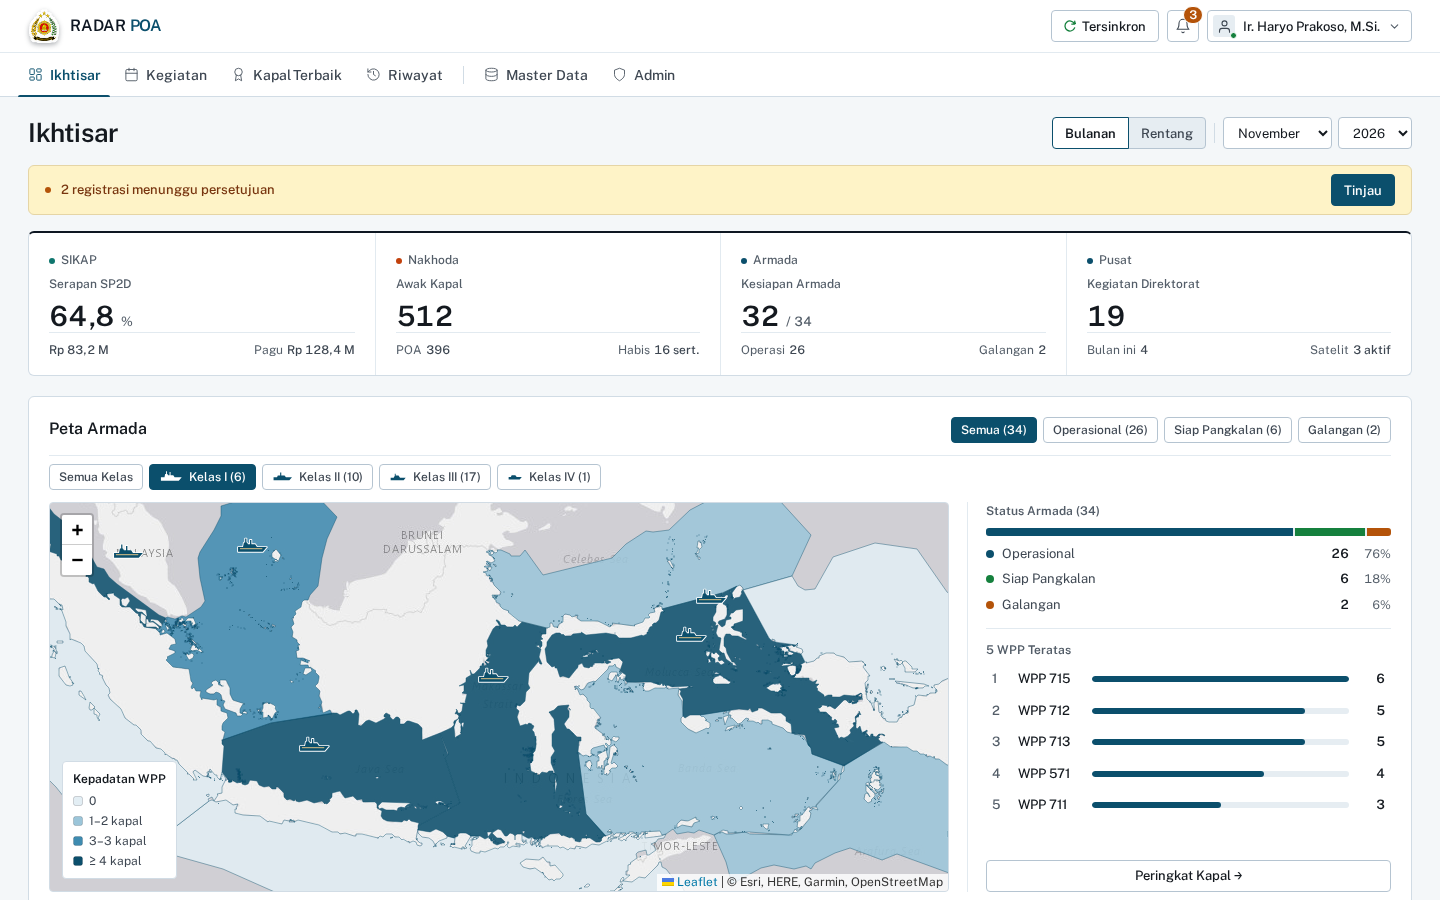 RADAR POA
Tersinkron
3
Ir. Haryo Prakoso, M.Si.
Ikhtisar
Kegiatan
Kapal Terbaik
Riwayat
Master Data
Admin
Ikhtisar
Bulanan
Rentang
November
2026
2 registrasi menunggu persetujuan
Tinjau
SIKAP
Serapan SP2D
64,8 %
Rp 83,2 M
Pagu Rp 128,4 M
Nakhoda
Awak Kapal
512
POA 396
Habis 16 sert.
Armada
Kesiapan Armada
32 / 34
Operasi 26
Galangan 2
Pusat
Kegiatan Direktorat
19
Bulan ini 4
Satelit 3 aktif
Peta Armada
Semua (34)
Operasional (26)
Siap Pangkalan (6)
Galangan (2)
Semua Kelas
Kelas I (6)
Kelas II (10)
Kelas III (17)
Kelas IV (1)
+
−
AYSIA
BRUNEI
DARUSSALAM
Celebes
MOR-LESTE
Kepadatan WPP
0
1–2 kapal
3–3 kapal
≥ 4 kapal
Leaflet | © Esri, HERE, Garmin, OpenStreetMap
Status Armada (34)
Operasional 26 76%
Siap Pangkalan 6 18%
Galangan 2 6%
5 WPP Teratas
1 WPP 715 6
2 WPP 712 5
3 WPP 713 5
4 WPP 571 4
5 WPP 711 3
Peringkat Kapal →